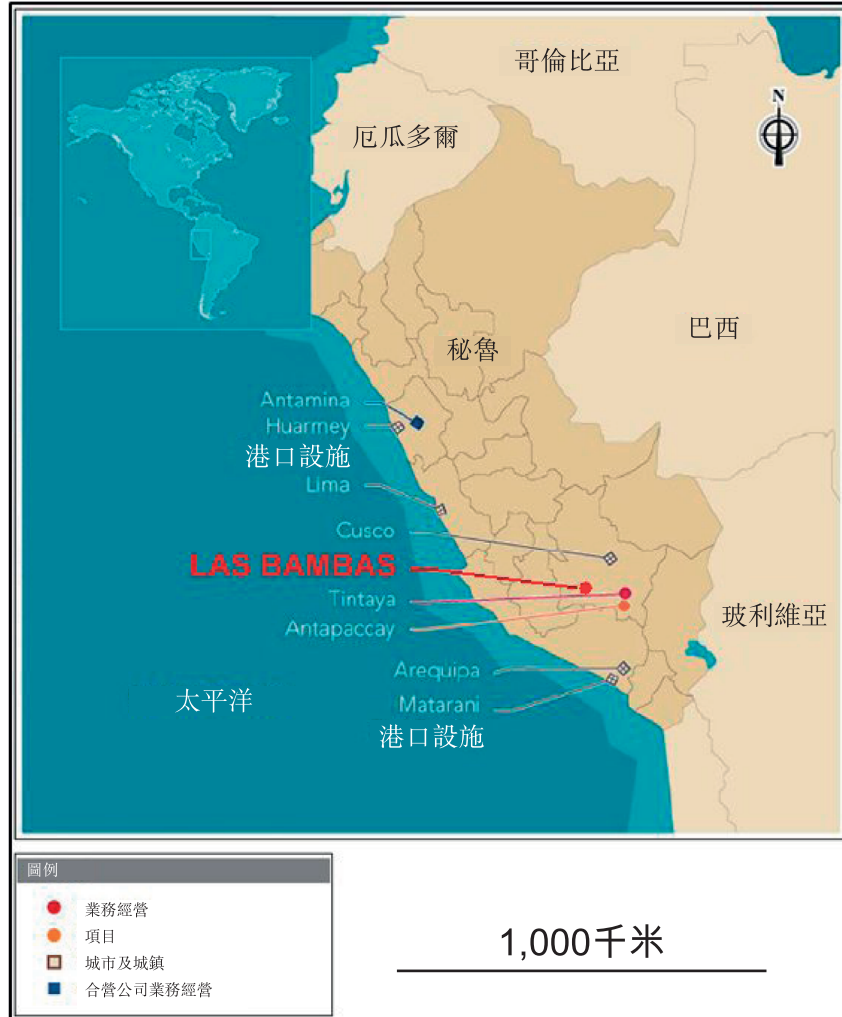 哥倫比亞
N
厄瓜多爾
巴西
秘魯
Antamina
Huarmey
港口設施
Lima
Cusco
LAS BAMBAS
Tintaya
Antapaccay
玻利維亞
Arequipa
太平洋
Matarani
港口設施
圖例
業務經營
項目
城市及城鎮
合營公司業務經營
1,000千米